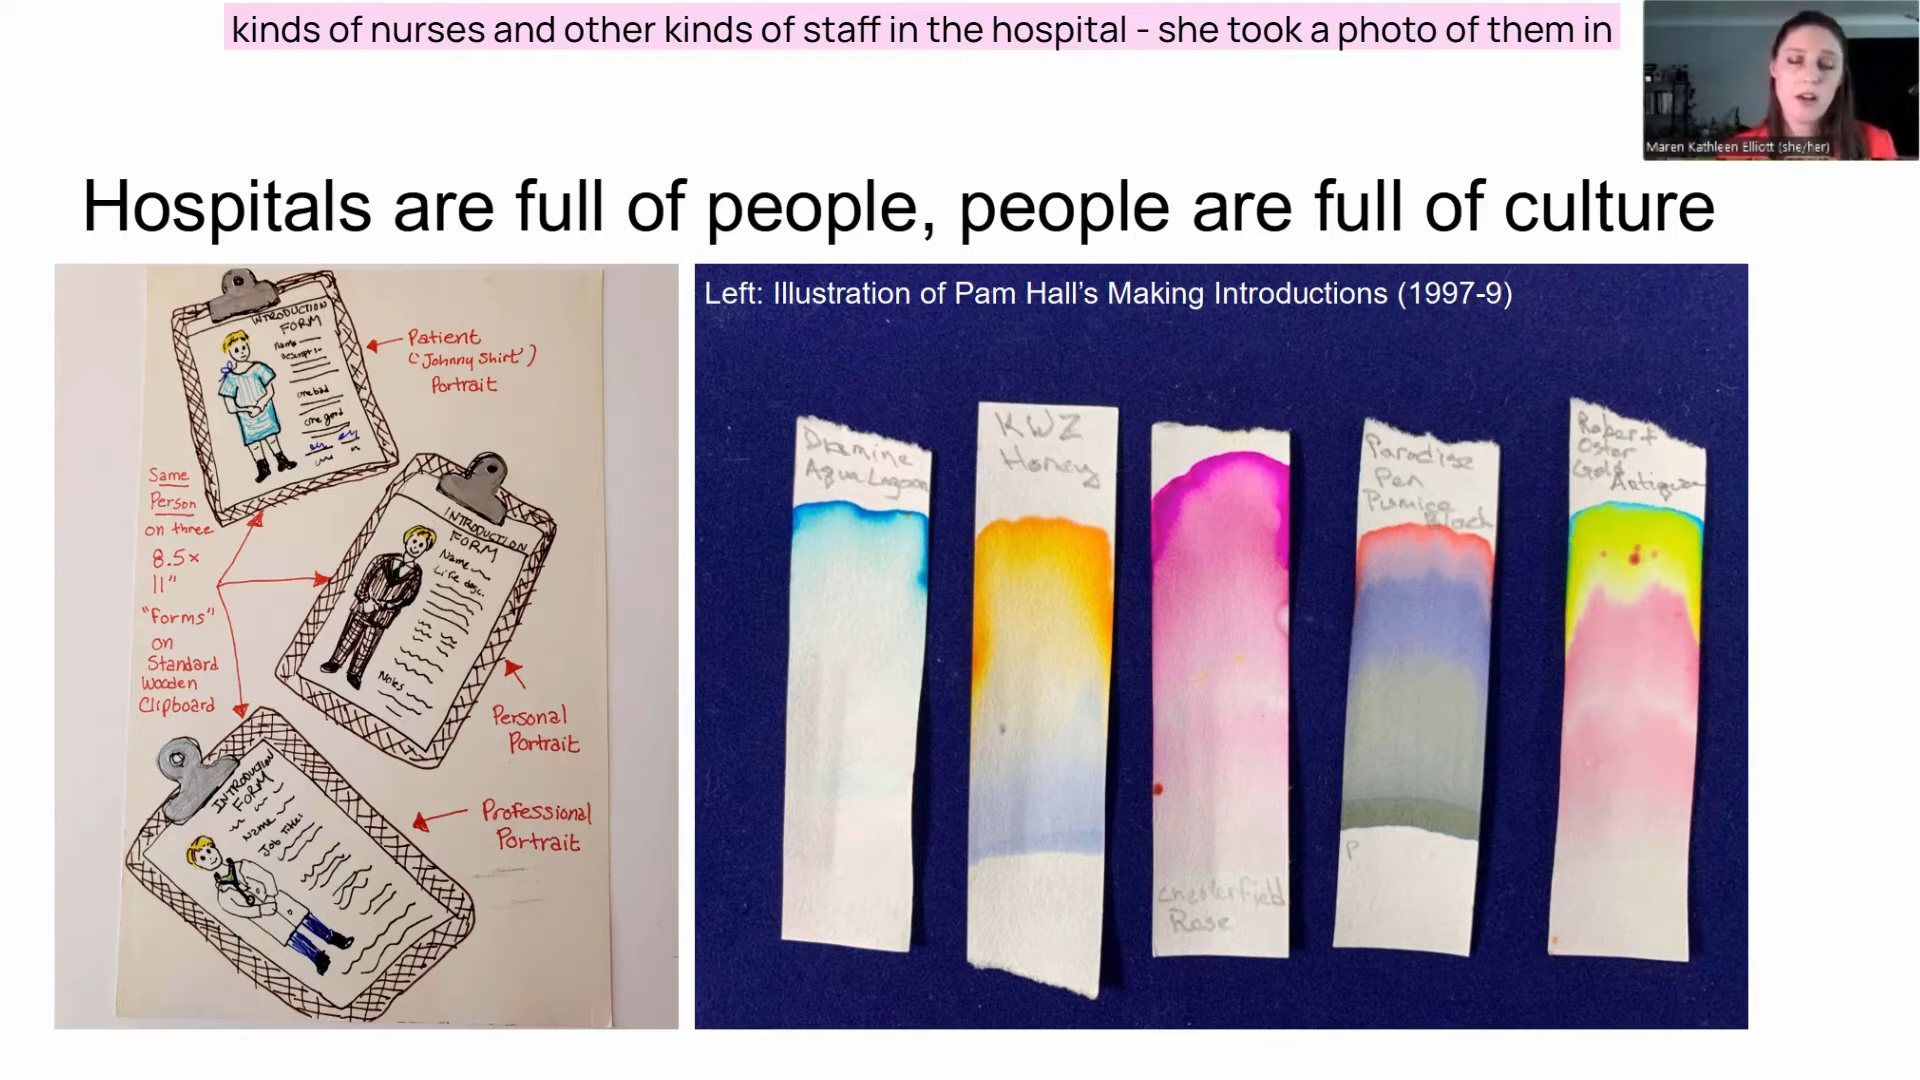 kinds of nurses and other kinds of staff in the hospital - she took a photo of them in
Maren Kathleen Elliott (she/her)
Hospitals are full of people, people are full of culture
INTRODUCTION
FORM
Name
Descript
one bad
one good
Patient
("Johnny Shirt")
Portrait
Same
Person
on three
8.5x
11"
"forms"
on
Standard
Wooden
Clipboard
INTRODUCTION
FORM
Name
Life
Notes
Personal
Portrait
INTRODUCTION
FORM
Name
Job Title:
Professional
Portrait
Left: Illustration of Pam Hall's Making Introductions (1997-9)
Diamine
Aqua Lagoon
KWZ
Honey
Chesterfield
Rose
Paradise
Pen
Pumice
Black
P
Robert
Oster
Gold
Antiqua